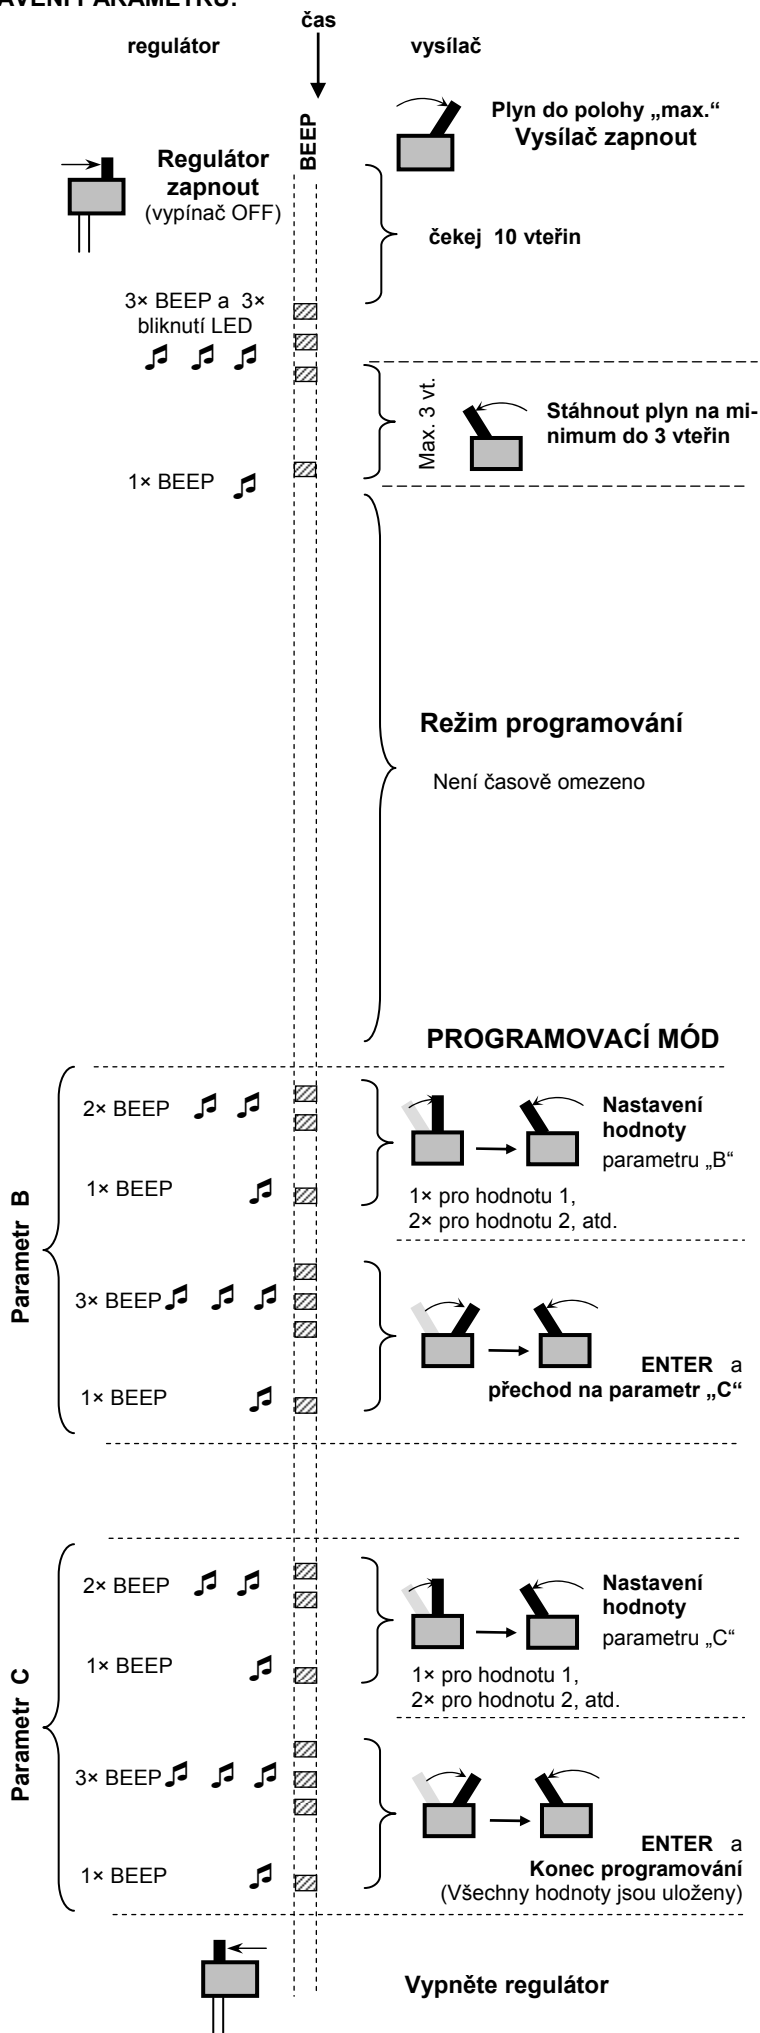 AVENÍ PARAMETRŮ:
čas
regulátor
vysílač
BEEP
Plyn do polohy „max.“
Vysílač zapnout
Regulátor
zapnout
(vypínač OFF)
čekej 10 vteřin
3× BEEP a 3×
bliknutí LED
Max. 3 vt.
Stáhnout plyn na mi-
nimum do 3 vteřin
1× BEEP
Režim programování
Není časově omezeno
PROGRAMOVACÍ MÓD
Parametr B
2× BEEP
Nastavení
hodnoty
parametru „B“
1× BEEP
1× pro hodnotu 1,
2× pro hodnotu 2, atd.
3× BEEP
ENTER a
přechod na parametr „C“
1× BEEP
Parametr C
2× BEEP
Nastavení
hodnoty
parametru „C“
1× BEEP
1× pro hodnotu 1,
2× pro hodnotu 2, atd.
3× BEEP
ENTER a
Konec programování
(Všechny hodnoty jsou uloženy)
1× BEEP
Vypněte regulátor